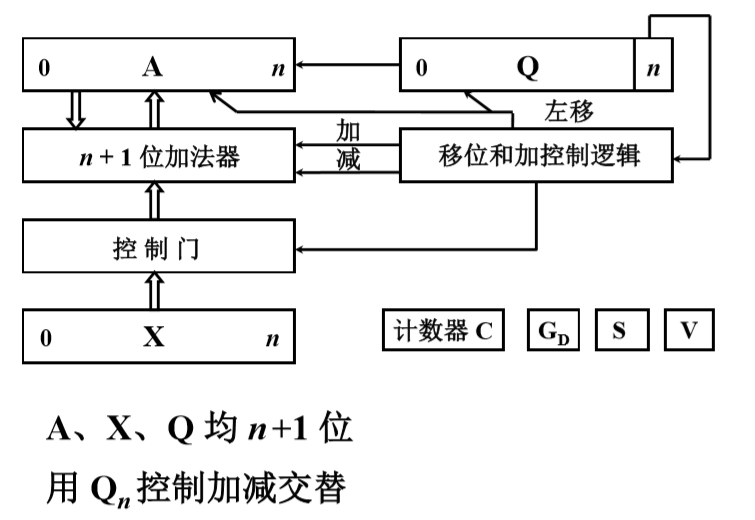 0 A n
0 Q n
左移
加
减
n + 1 位加法器
移位和加控制逻辑
控 制 门
0 X n
计数器 C
G_D
S
V
A、X、Q 均 n+1 位
用 Q_n 控制加减交替